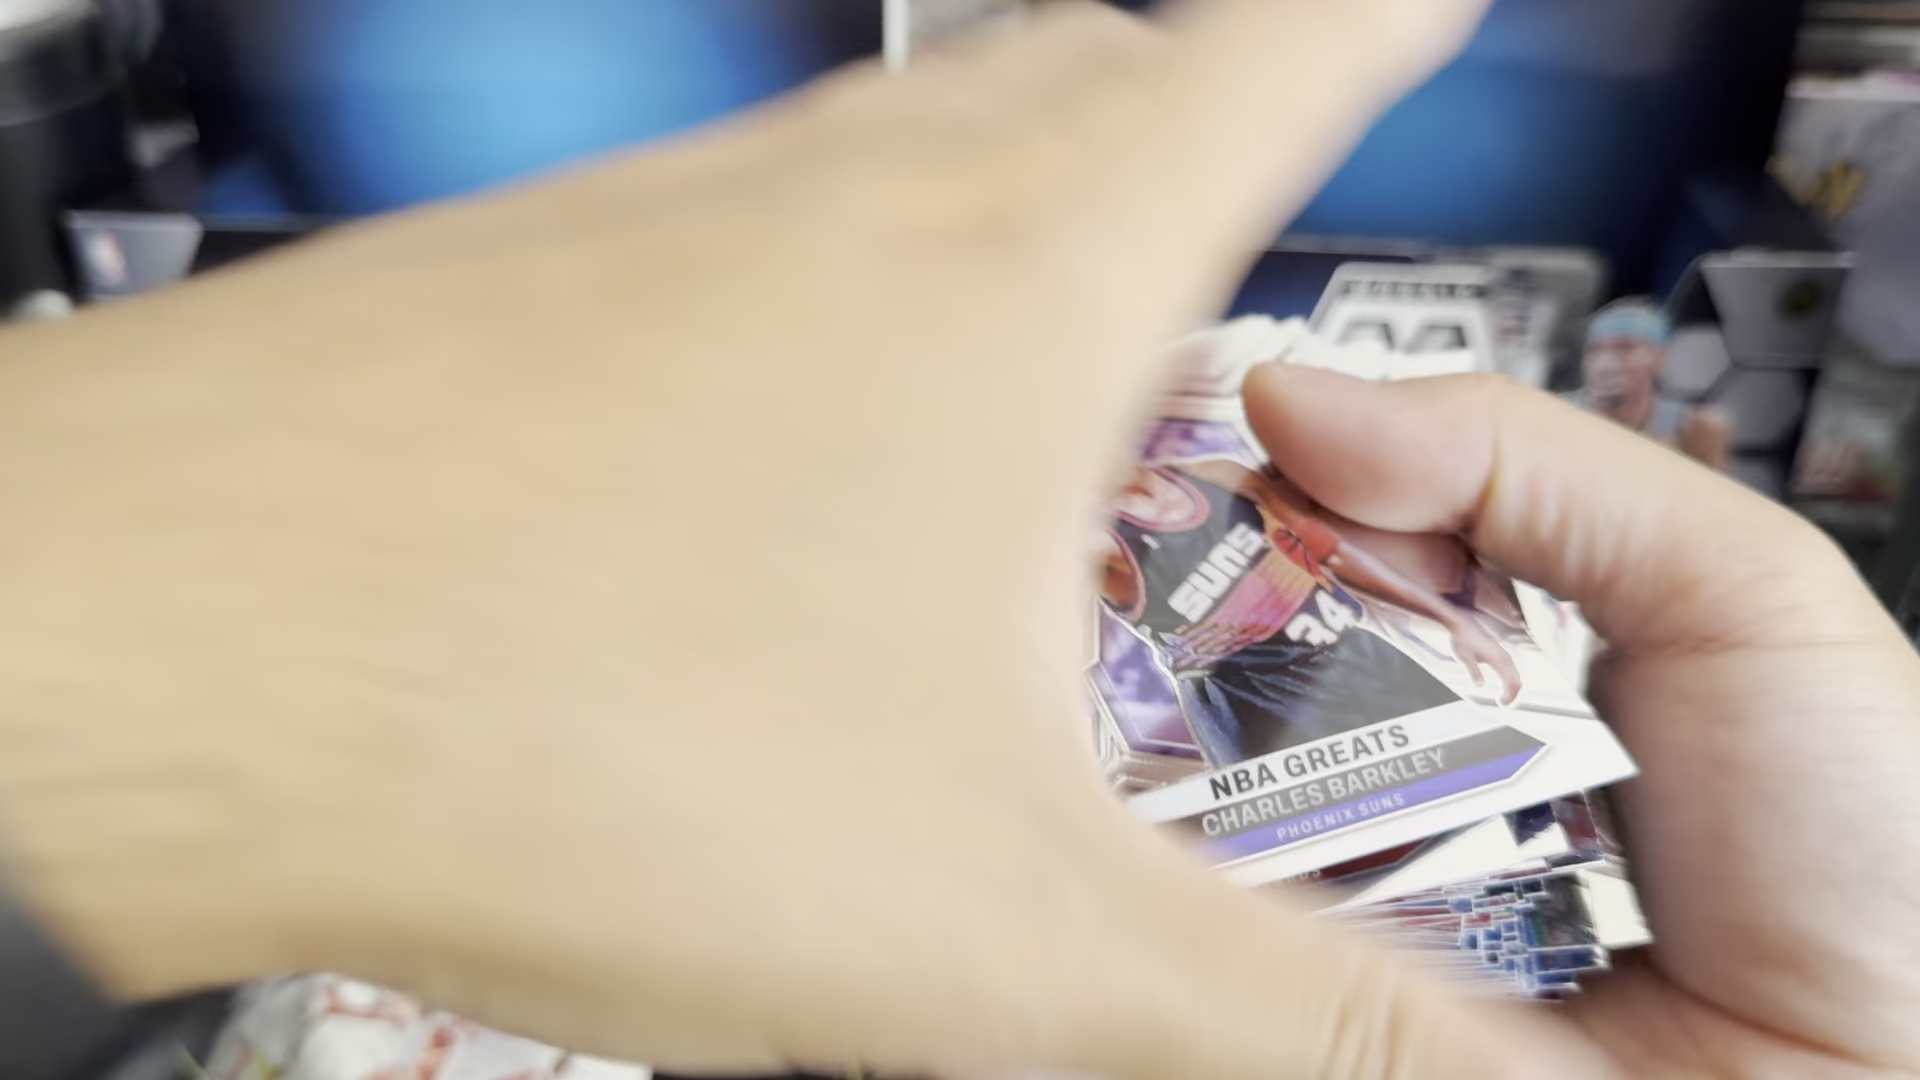 SUNS
34
NBA GREATS
CHARLES BARKLEY
PHOENIX SUNS